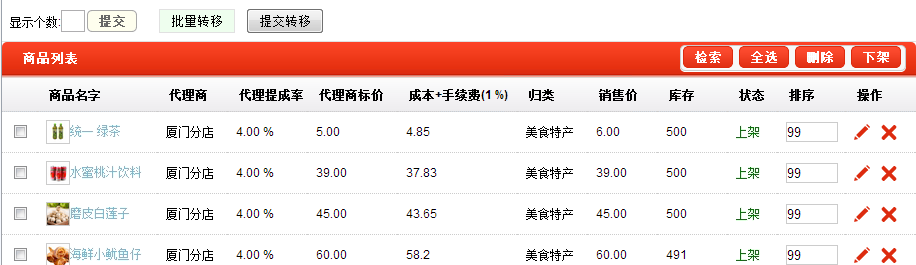 显示个数: 提交 批量转移 提交转移
商品列表 检索 全选 删除 下架
商品名字 代理商 代理提成率 代理商标价 成本+手续费(1 %) 归类 销售价 库存 状态 排序 操作
统一 绿茶 厦门分店 4.00 % 5.00 4.85 美食特产 6.00 500 上架 99
水蜜桃汁饮料 厦门分店 4.00 % 39.00 37.83 美食特产 39.00 500 上架 99
磨皮白莲子 厦门分店 4.00 % 45.00 43.65 美食特产 45.00 500 上架 99
海鲜小鱿鱼仔 厦门分店 4.00 % 60.00 58.2 美食特产 60.00 491 上架 99